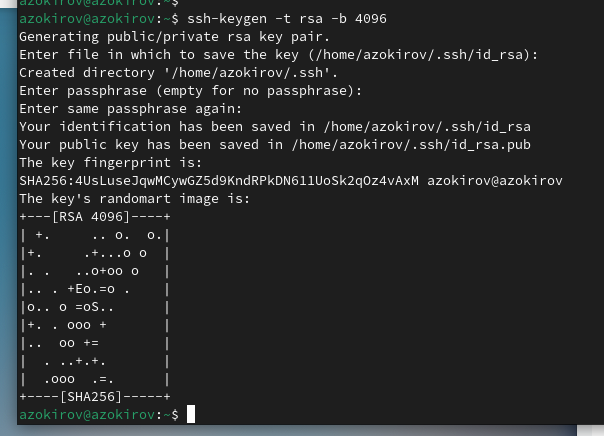 azokirov@azokirov:~$
azokirov@azokirov:~$ ssh-keygen -t rsa -b 4096
Generating public/private rsa key pair.
Enter file in which to save the key (/home/azokirov/.ssh/id_rsa):
Created directory '/home/azokirov/.ssh'.
Enter passphrase (empty for no passphrase):
Enter same passphrase again:
Your identification has been saved in /home/azokirov/.ssh/id_rsa
Your public key has been saved in /home/azokirov/.ssh/id_rsa.pub
The key fingerprint is:
SHA256:4UsLuseJqwMCywGZ5d9KndRPkDN6l1UoSk2qOz4vAxM azokirov@azokirov
The key's randomart image is:
+---[RSA 4096]----+
| +.     .. o.  o.|
|+.     .+...o o  |
|. .   ..o+oo o   |
|.. . +Eo.=o .    |
|o.. o =oS..      |
|+. . ooo +       |
|..  oo +=        |
|  . ..+.+.       |
|  .ooo  .=.      |
+----[SHA256]-----+
azokirov@azokirov:~$